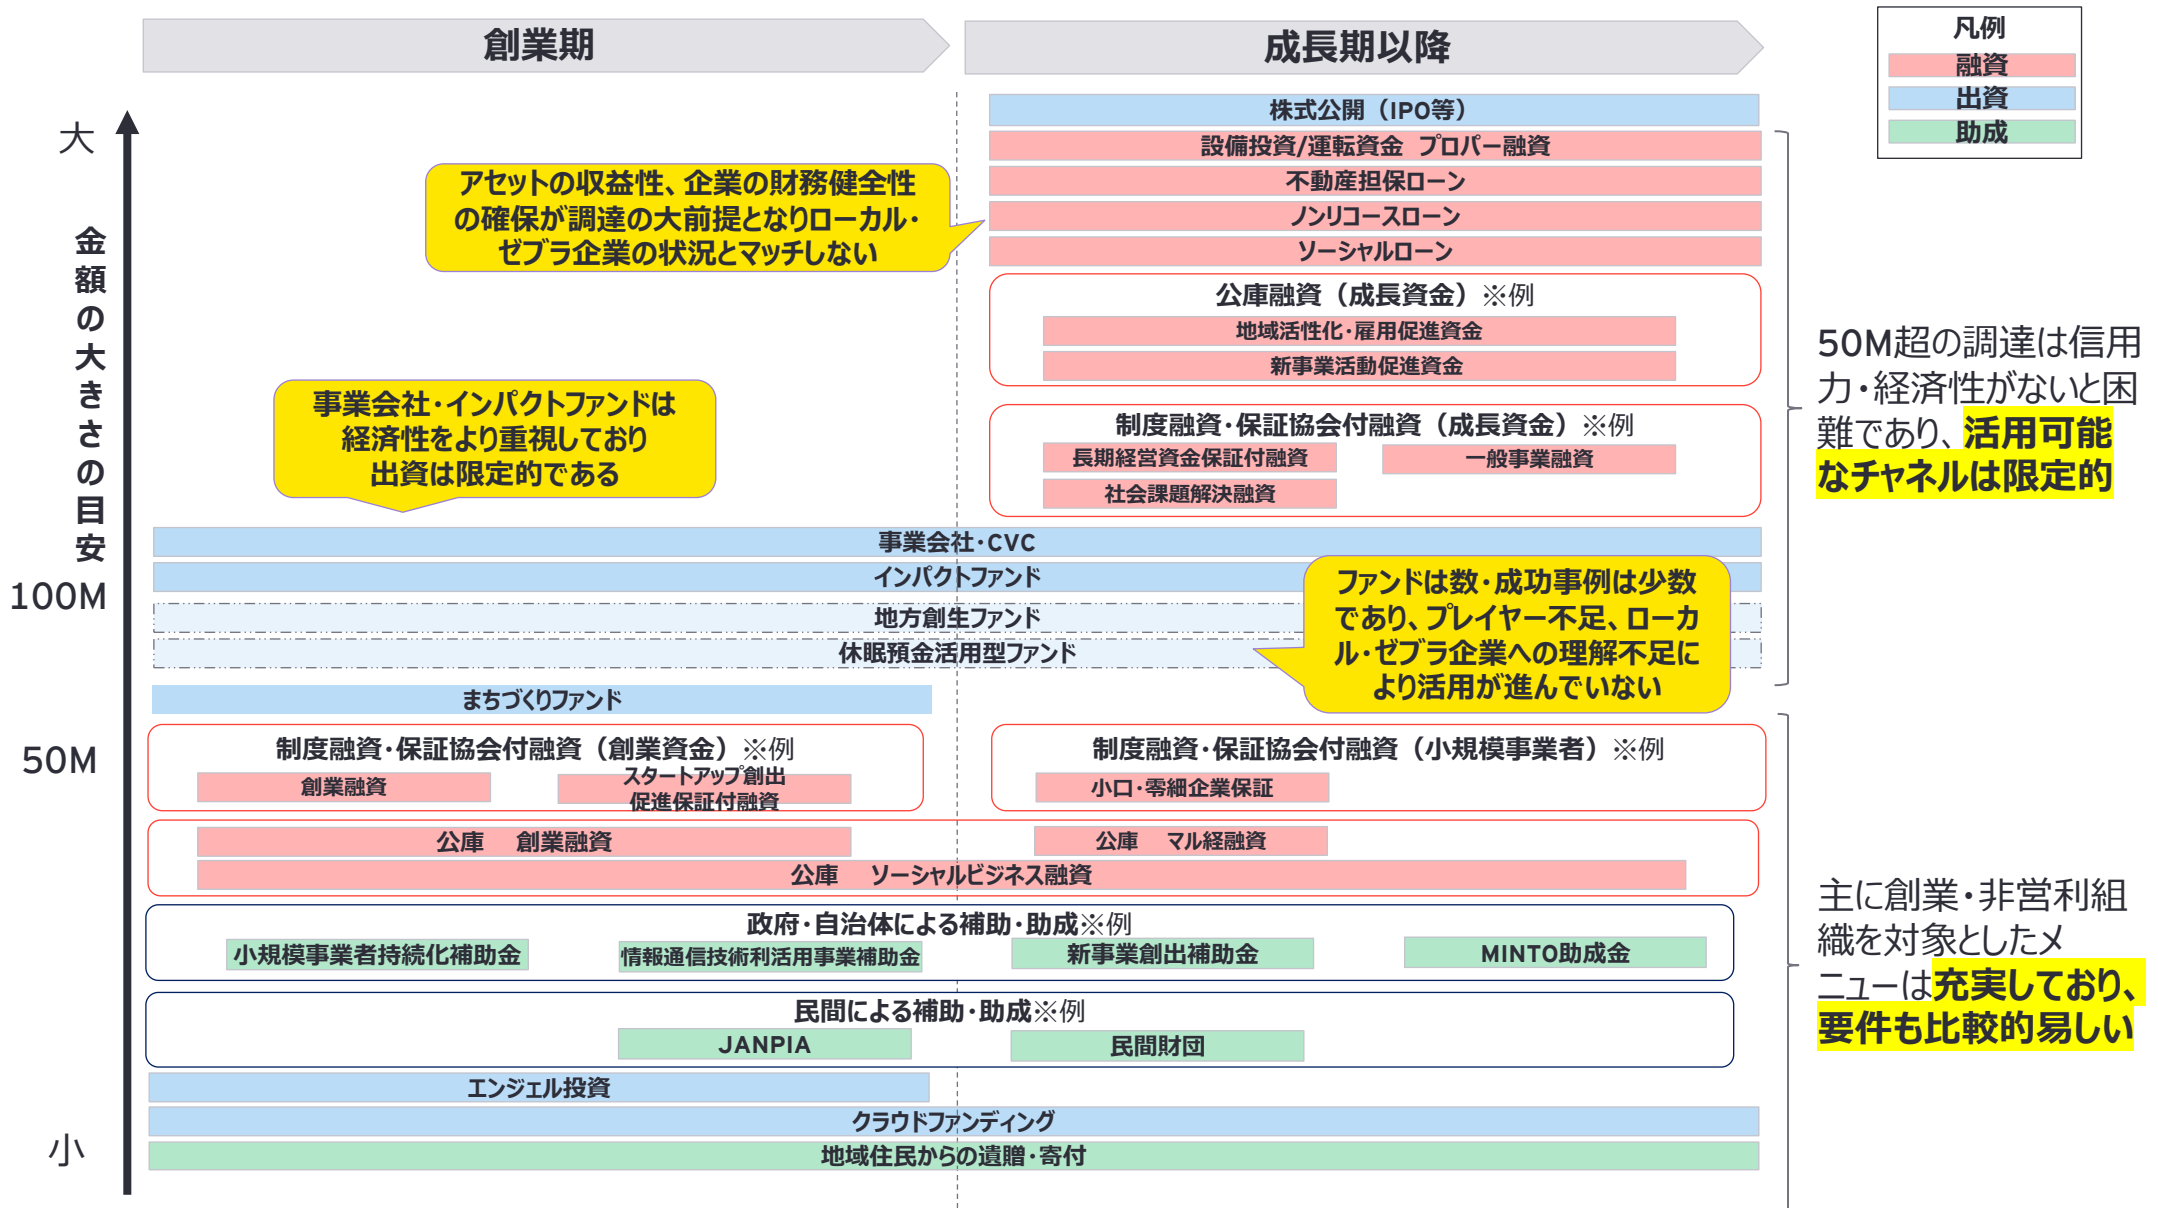 創業期
成長期以降
凡例
融資
出資
助成
大
金額の大きさの目安
100M
50M
小
株式公開（IPO等）
設備投資/運転資金 プロパー融資
不動産担保ローン
ノンリコースローン
ソーシャルローン
アセットの収益性、企業の財務健全性
の確保が調達の大前提となりローカル・
ゼブラ企業の状況とマッチしない
公庫融資（成長資金）※例
地域活性化・雇用促進資金
新事業活動促進資金
事業会社・インパクトファンドは
経済性をより重視しており
出資は限定的である
制度融資・保証協会付融資（成長資金）※例
長期経営資金保証付融資
一般事業融資
社会課題解決融資
50M超の調達は信用
力・経済性がないと困
難であり、活用可能
なチャネルは限定的
事業会社・CVC
インパクトファンド
地方創生ファンド
休眠預金活用型ファンド
ファンドは数・成功事例は少数
であり、プレイヤー不足、ローカ
ル・ゼブラ企業への理解不足に
より活用が進んでいない
まちづくりファンド
制度融資・保証協会付融資（創業資金）※例
創業融資
スタートアップ創出
促進保証付融資
制度融資・保証協会付融資（小規模事業者）※例
小口・零細企業保証
公庫 創業融資
公庫 マル経融資
公庫 ソーシャルビジネス融資
政府・自治体による補助・助成※例
小規模事業者持続化補助金
情報通信技術利活用事業補助金
新事業創出補助金
MINTO助成金
民間による補助・助成※例
JANPIA
民間財団
主に創業・非営利組
織を対象としたメ
ニューは充実しており、
要件も比較的易しい
エンジェル投資
クラウドファンディング
地域住民からの遺贈・寄付